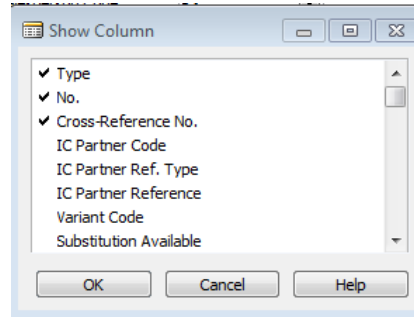 Show Column
Type
No.
Cross-Reference No.
IC Partner Code
IC Partner Ref. Type
IC Partner Reference
Variant Code
Substitution Available
OK Cancel Help